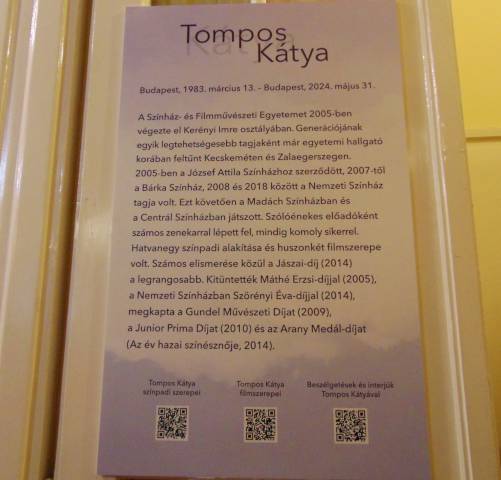 Tompos
Kátya
Budapest, 1983. március 13. – Budapest, 2024. május 31.
A Színház- és Filmművészeti Egyetemet 2005-ben
végezte el Kerényi Imre osztályában. Generációjának
egyik legtehetségesebb tagjaként már egyetemi hallgató
korában feltűnt Kecskeméten és Zalaegerszegen.
2005-ben a József Attila Színházhoz szerződött, 2007-től
a Bárka Színház, 2008 és 2018 között a Nemzeti Színház
tagja volt. Ezt követően a Madách Színházban és
a Centrál Színházban játszott. Szólóénekes előadóként
számos zenekarral lépett fel, mindig komoly sikerrel.
Hatvanegy színpadi alakítása és huszonkét filmszerepe
volt. Számos elismerése közül a Jászai-díj (2014)
a legrangosabb. Kitüntették Máthé Erzsi-díjjal (2005),
a Nemzeti Színházban Szörényi Éva-díjjal (2014),
megkapta a Gundel Művészeti Díjat (2009),
a Junior Prima Díjat (2010) és az Arany Medál-díjat
(Az év hazai színésznője, 2014).
Tompos Kátya
színpadi szerepei
Tompos Kátya
filmszerepei
Beszélgetések és interjúk
Tompos Kátyával